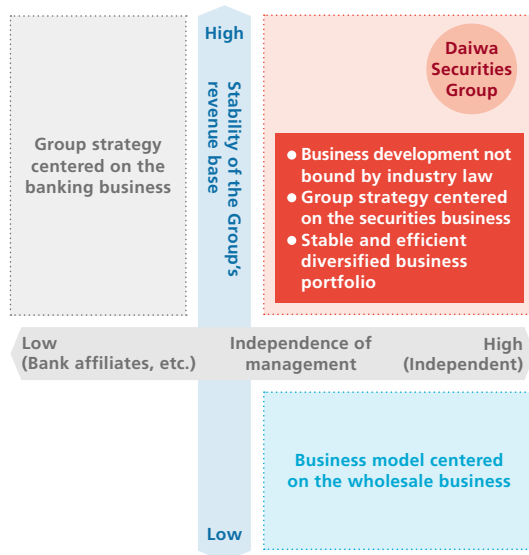 High
Stability of the Group's
revenue base
Daiwa
Securities
Group
Group strategy
centered on the
banking business
● Business development not
bound by industry law
● Group strategy centered
on the securities business
● Stable and efficient
diversified business
portfolio
Low
(Bank affiliates, etc.)
Independence of
management
High
(Independent)
Business model centered
on the wholesale business
Low